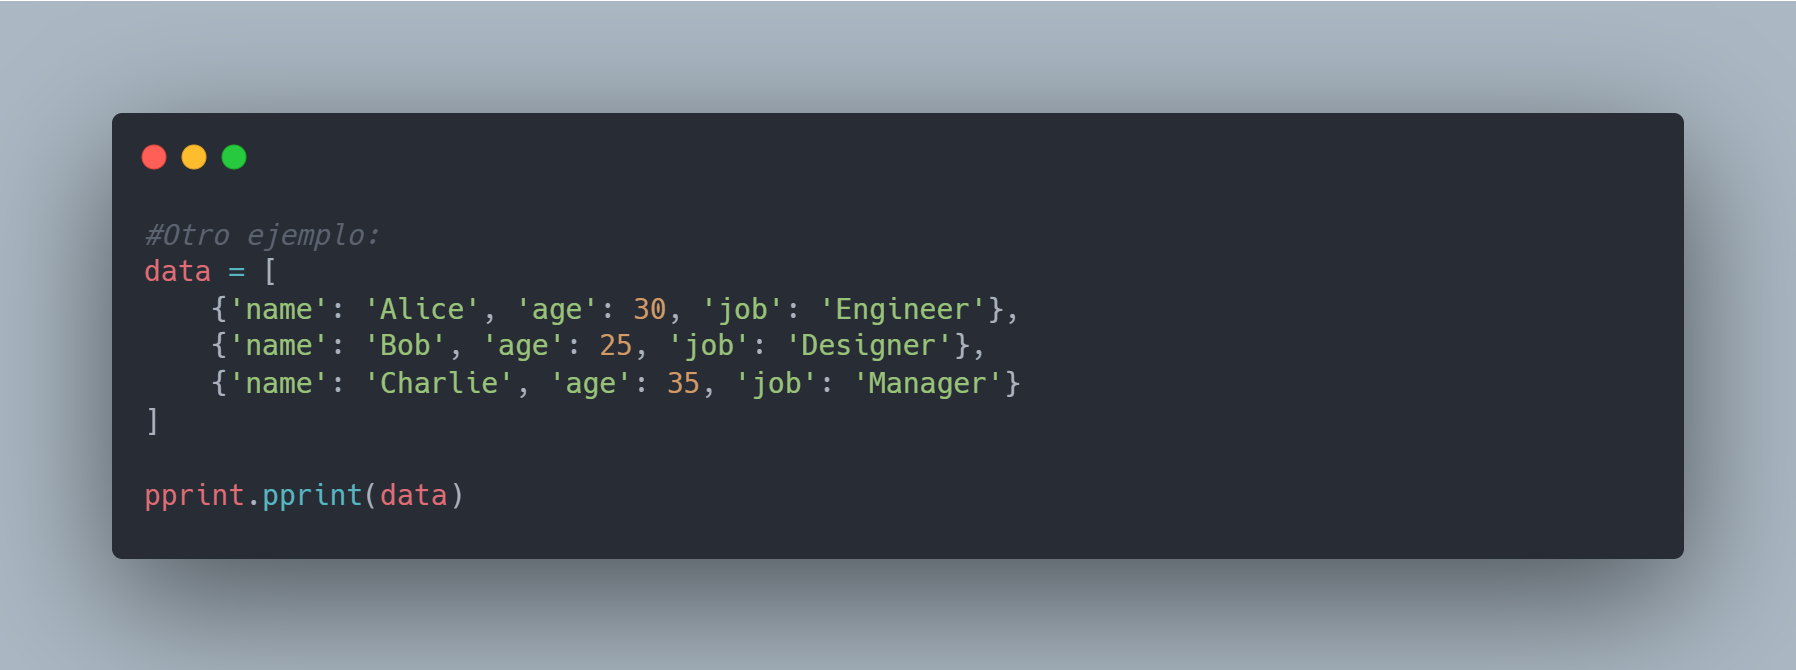 #Otro ejemplo:
data = [
    {'name': 'Alice', 'age': 30, 'job': 'Engineer'},
    {'name': 'Bob', 'age': 25, 'job': 'Designer'},
    {'name': 'Charlie', 'age': 35, 'job': 'Manager'}
]

pprint.pprint(data)